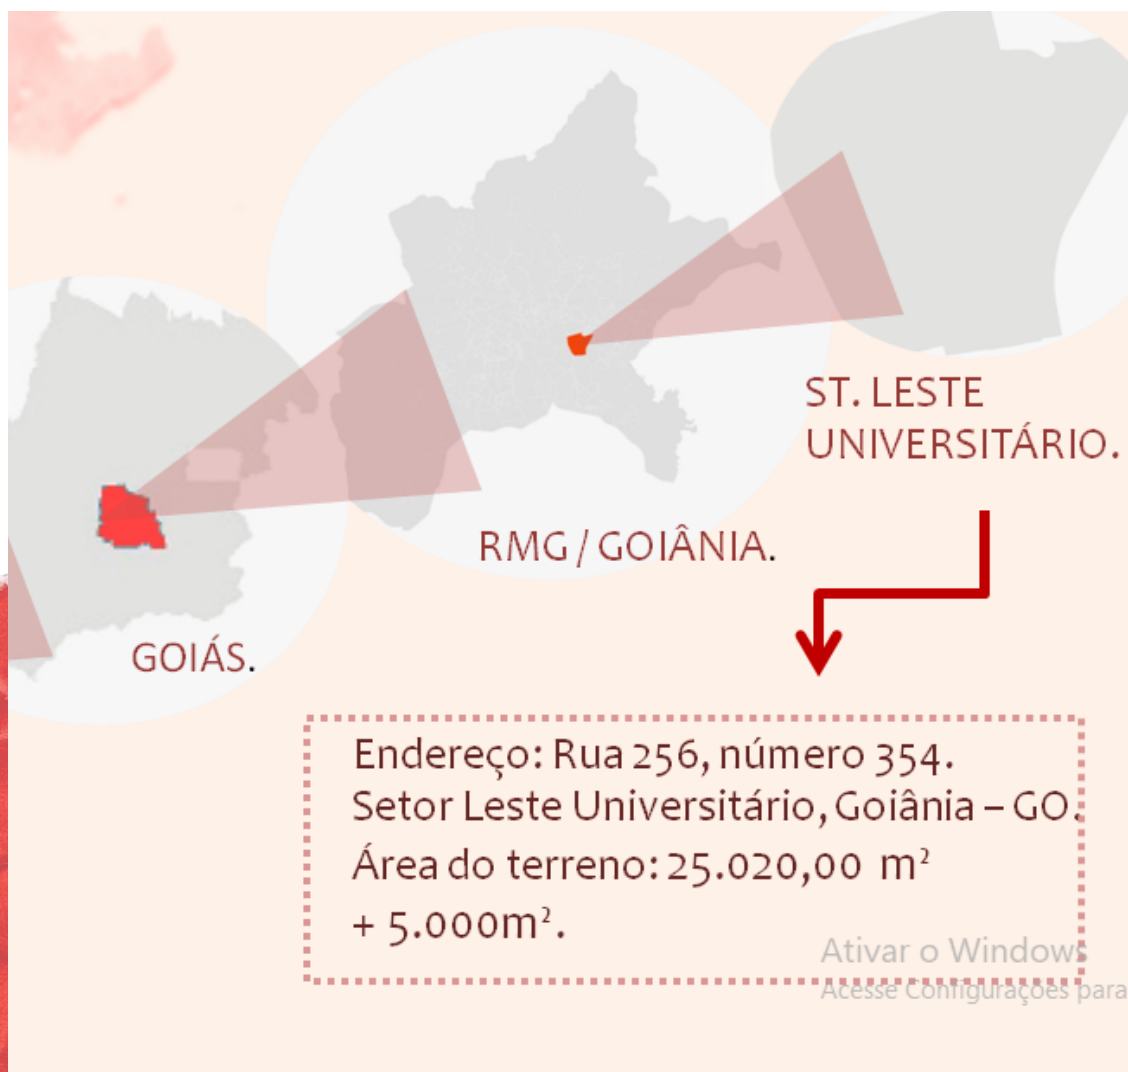 ST. LESTE
UNIVERSITÁRIO.
RMG / GOIÂNIA.
GOIÁS.
Endereço: Rua 256, número 354.
Setor Leste Universitário, Goiânia – GO.
Área do terreno: 25.020,00 m²
+ 5.000m².
Ativar o Windows
Acesse Configurações para